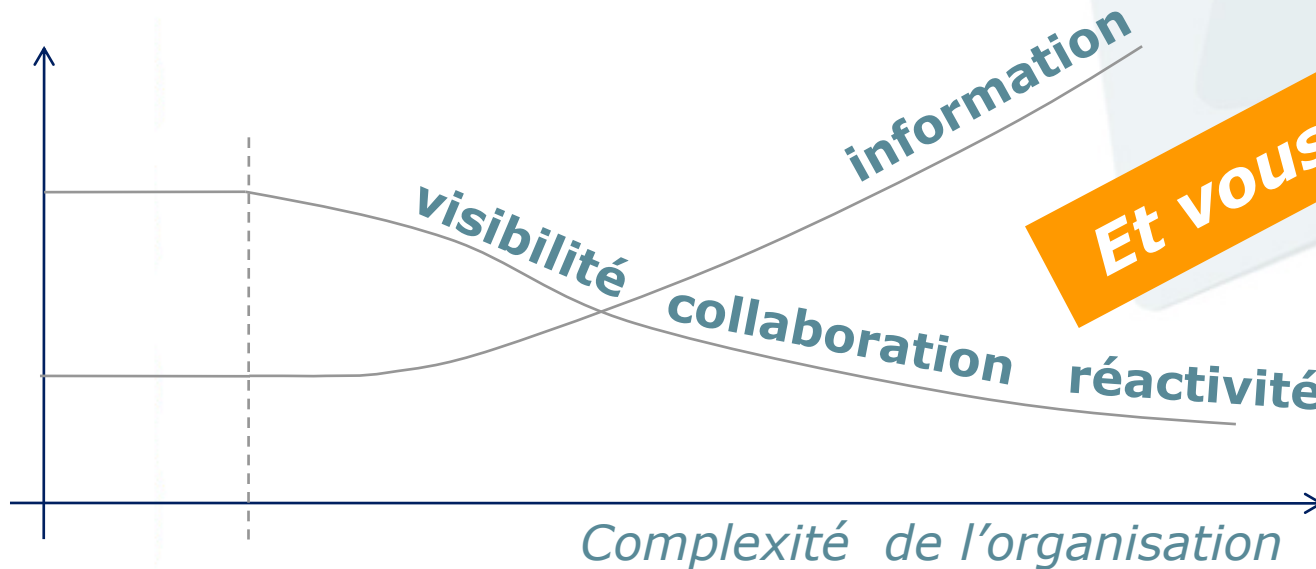 information
Et vous
visibilité
collaboration
réactivité
Complexité de l’organisation